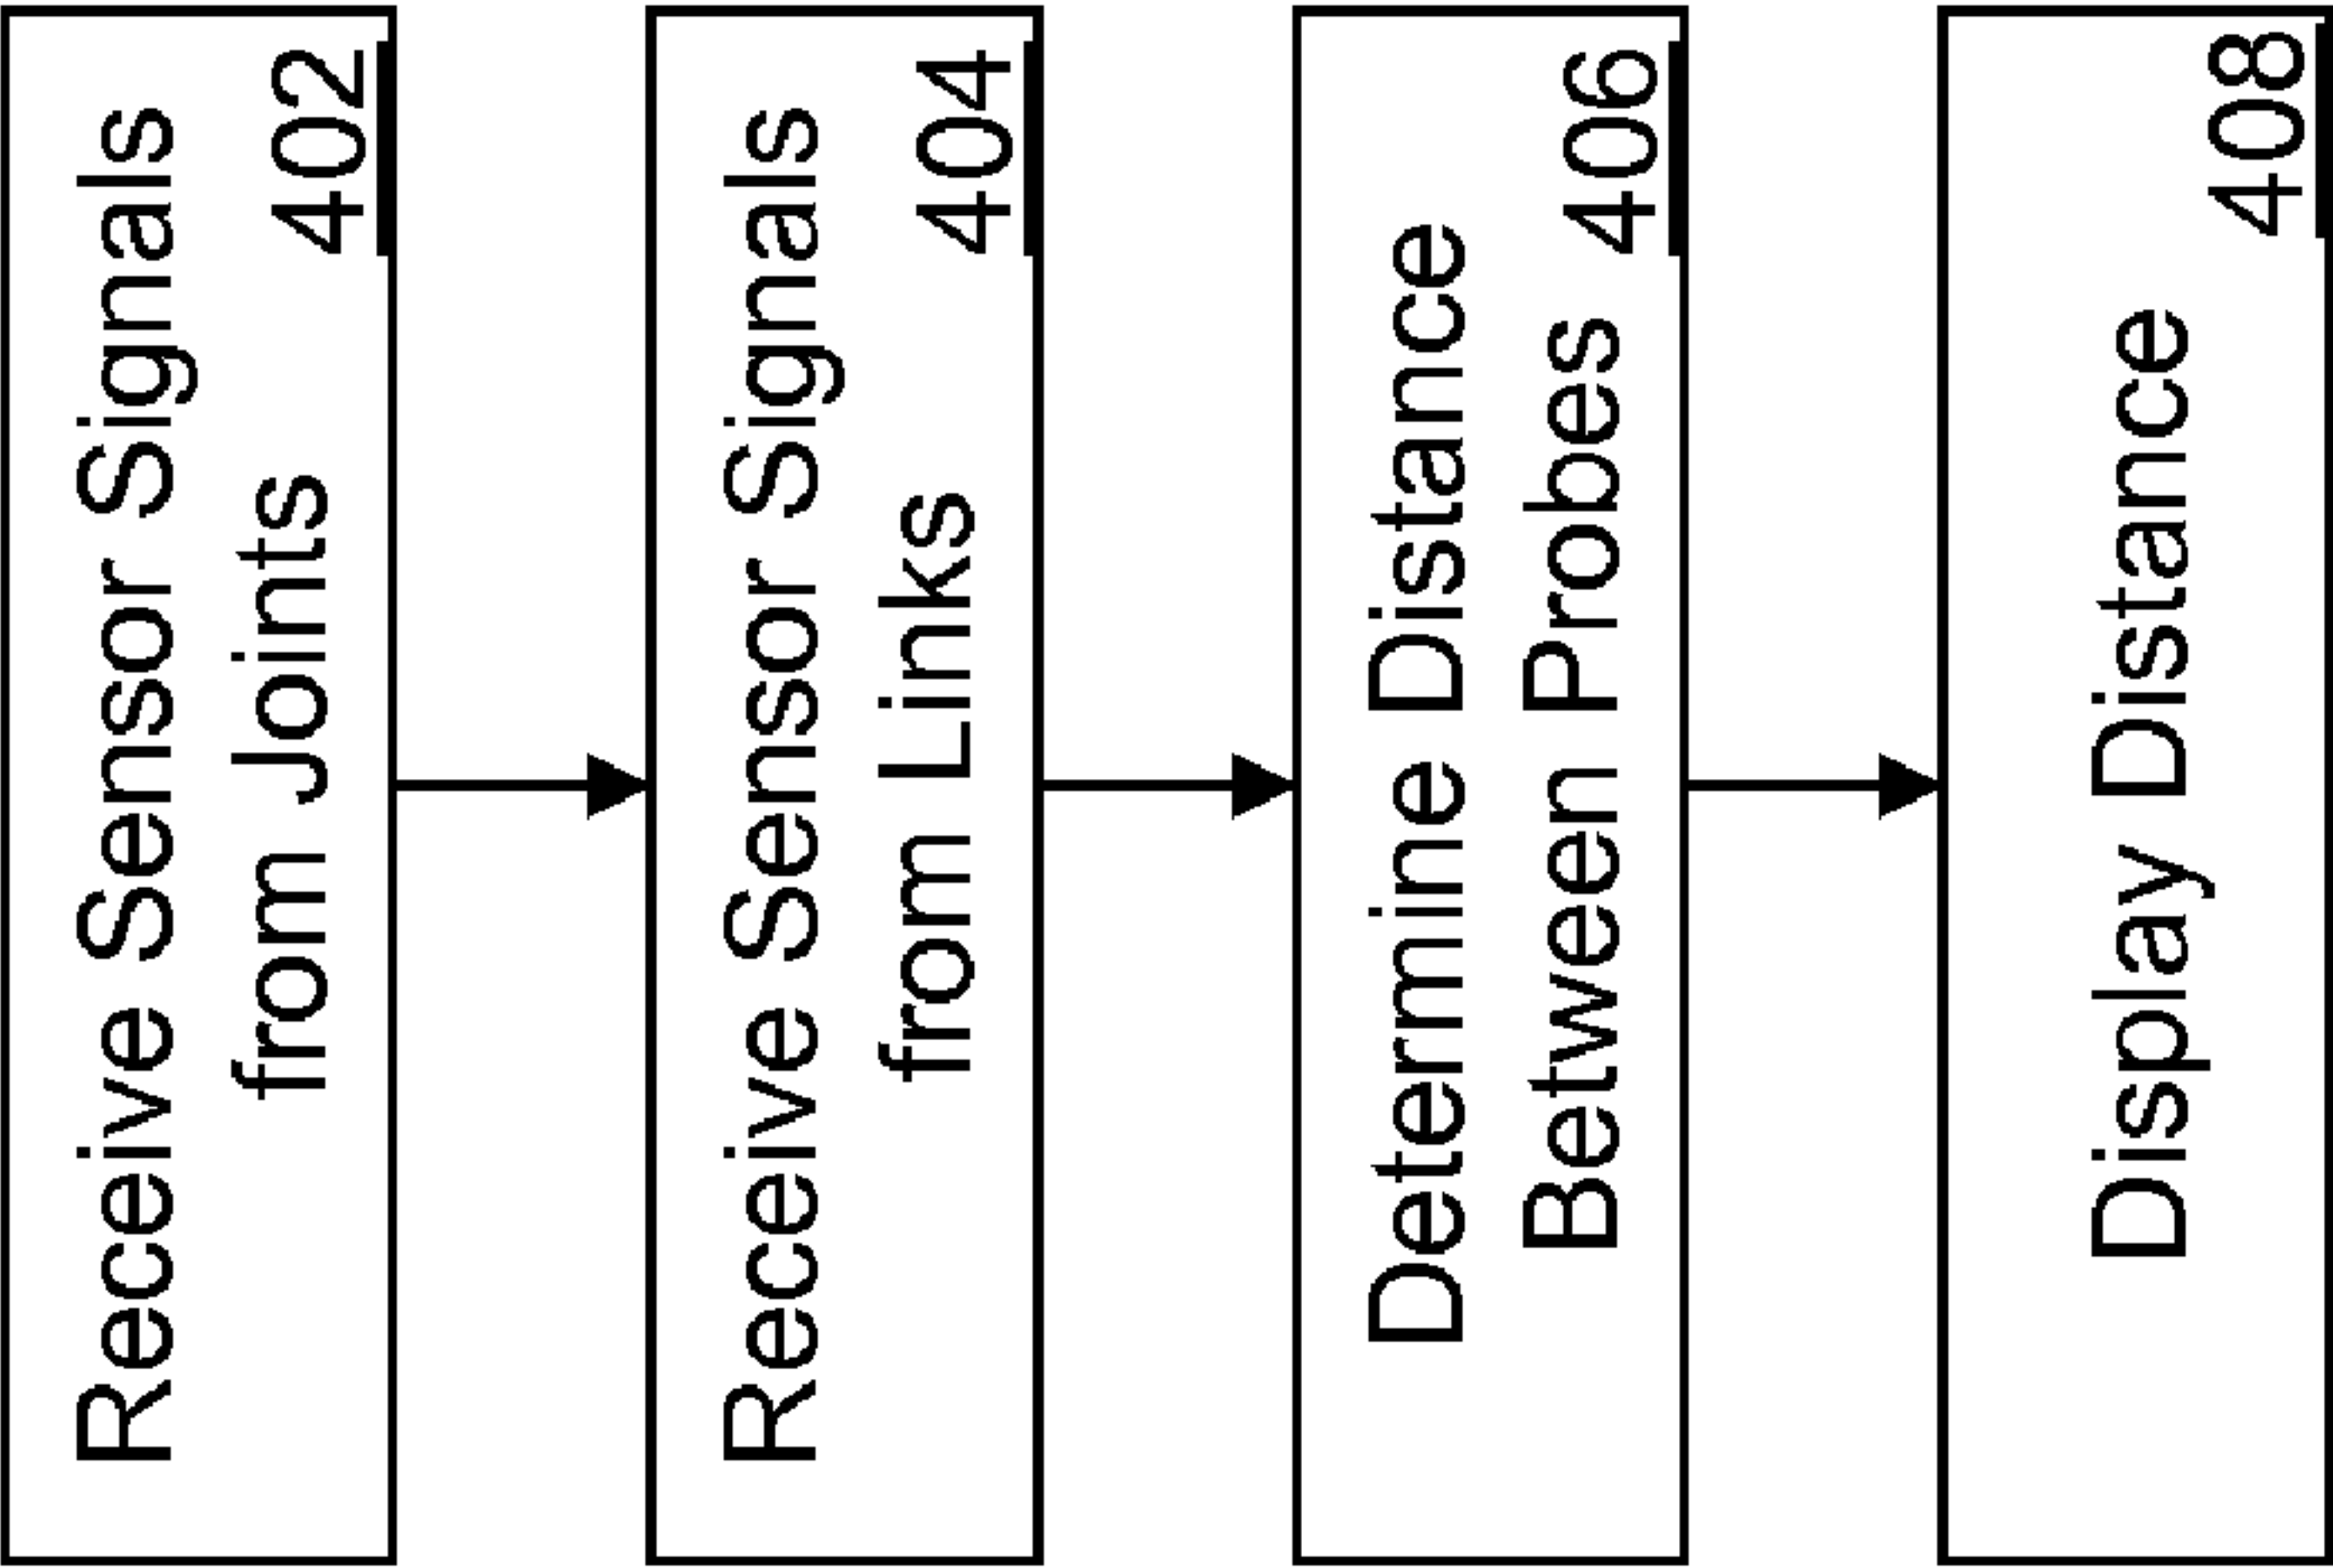 Receive Sensor Signals
from Joints
402
Receive Sensor Signals
from Links
404
Determine Distance
Between Probes
406
Display Distance
408